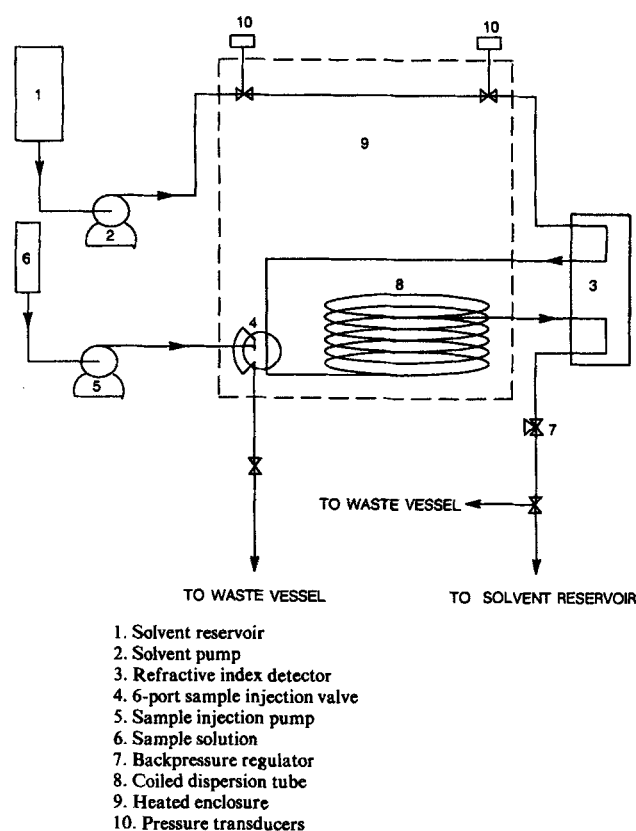 10
10
1
9
2
6
8
3
4
5
7
TO WASTE VESSEL
TO WASTE VESSEL
TO SOLVENT RESERVOIR
1. Solvent reservoir
2. Solvent pump
3. Refractive index detector
4. 6-port sample injection valve
5. Sample injection pump
6. Sample solution
7. Backpressure regulator
8. Coiled dispersion tube
9. Heated enclosure
10. Pressure transducers